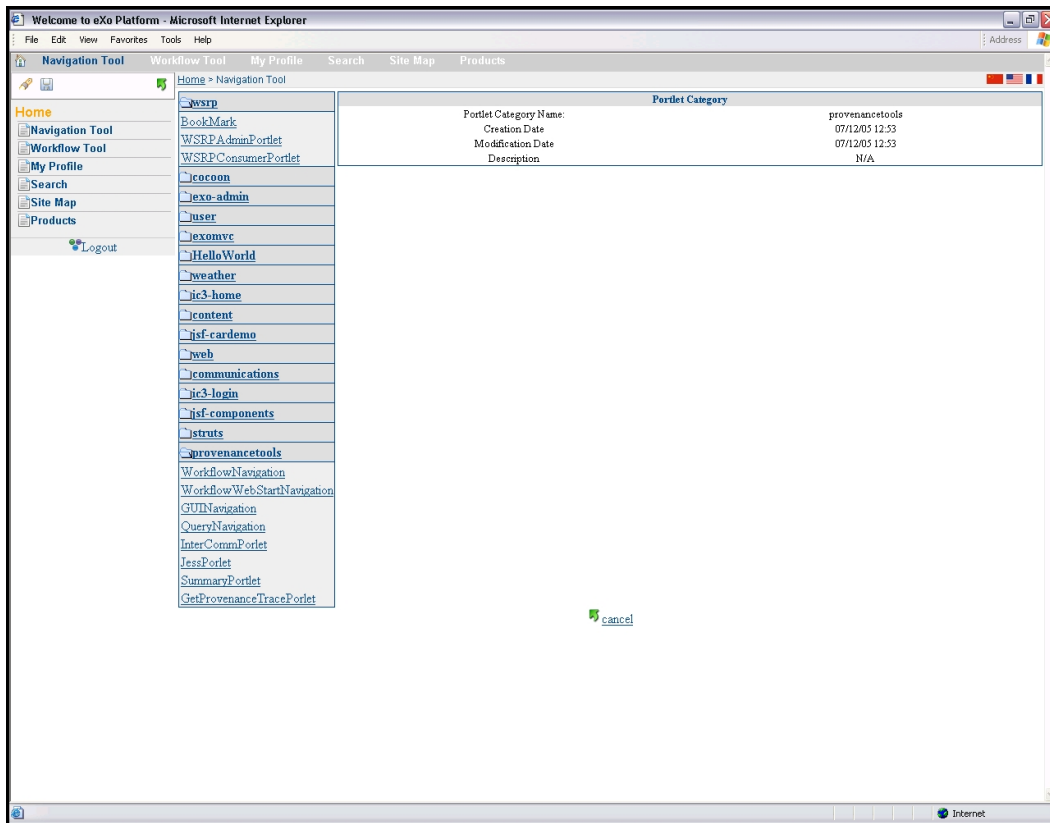 Welcome to eXo Platform - Microsoft Internet Explorer
File Edit View Favorites Tools Help
Address
Navigation Tool Workflow Tool My Profile Search Site Map Products
Home > Navigation Tool
Home
Navigation Tool
Workflow Tool
My Profile
Search
Site Map
Products
Logout
wsrp
BookMark
WSRPAdminPortlet
WSRPConsumerPortlet
cocoon
exo-admin
user
exomvc
HelloWorld
weather
ic3-home
content
jsf-cardemo
web
communications
ic3-login
jsf-components
struts
provenancetools
WorkflowNavigation
WorkflowWebStartNavigation
GUINavigation
QueryNavigation
InterCommPorlet
JessPorlet
SummaryPortlet
GetProvenanceTracePorlet
Portlet Category
Portlet Category Name: provenancetools
Creation Date 07/12/05 12:53
Modification Date 07/12/05 12:53
Description N/A
cancel
Internet